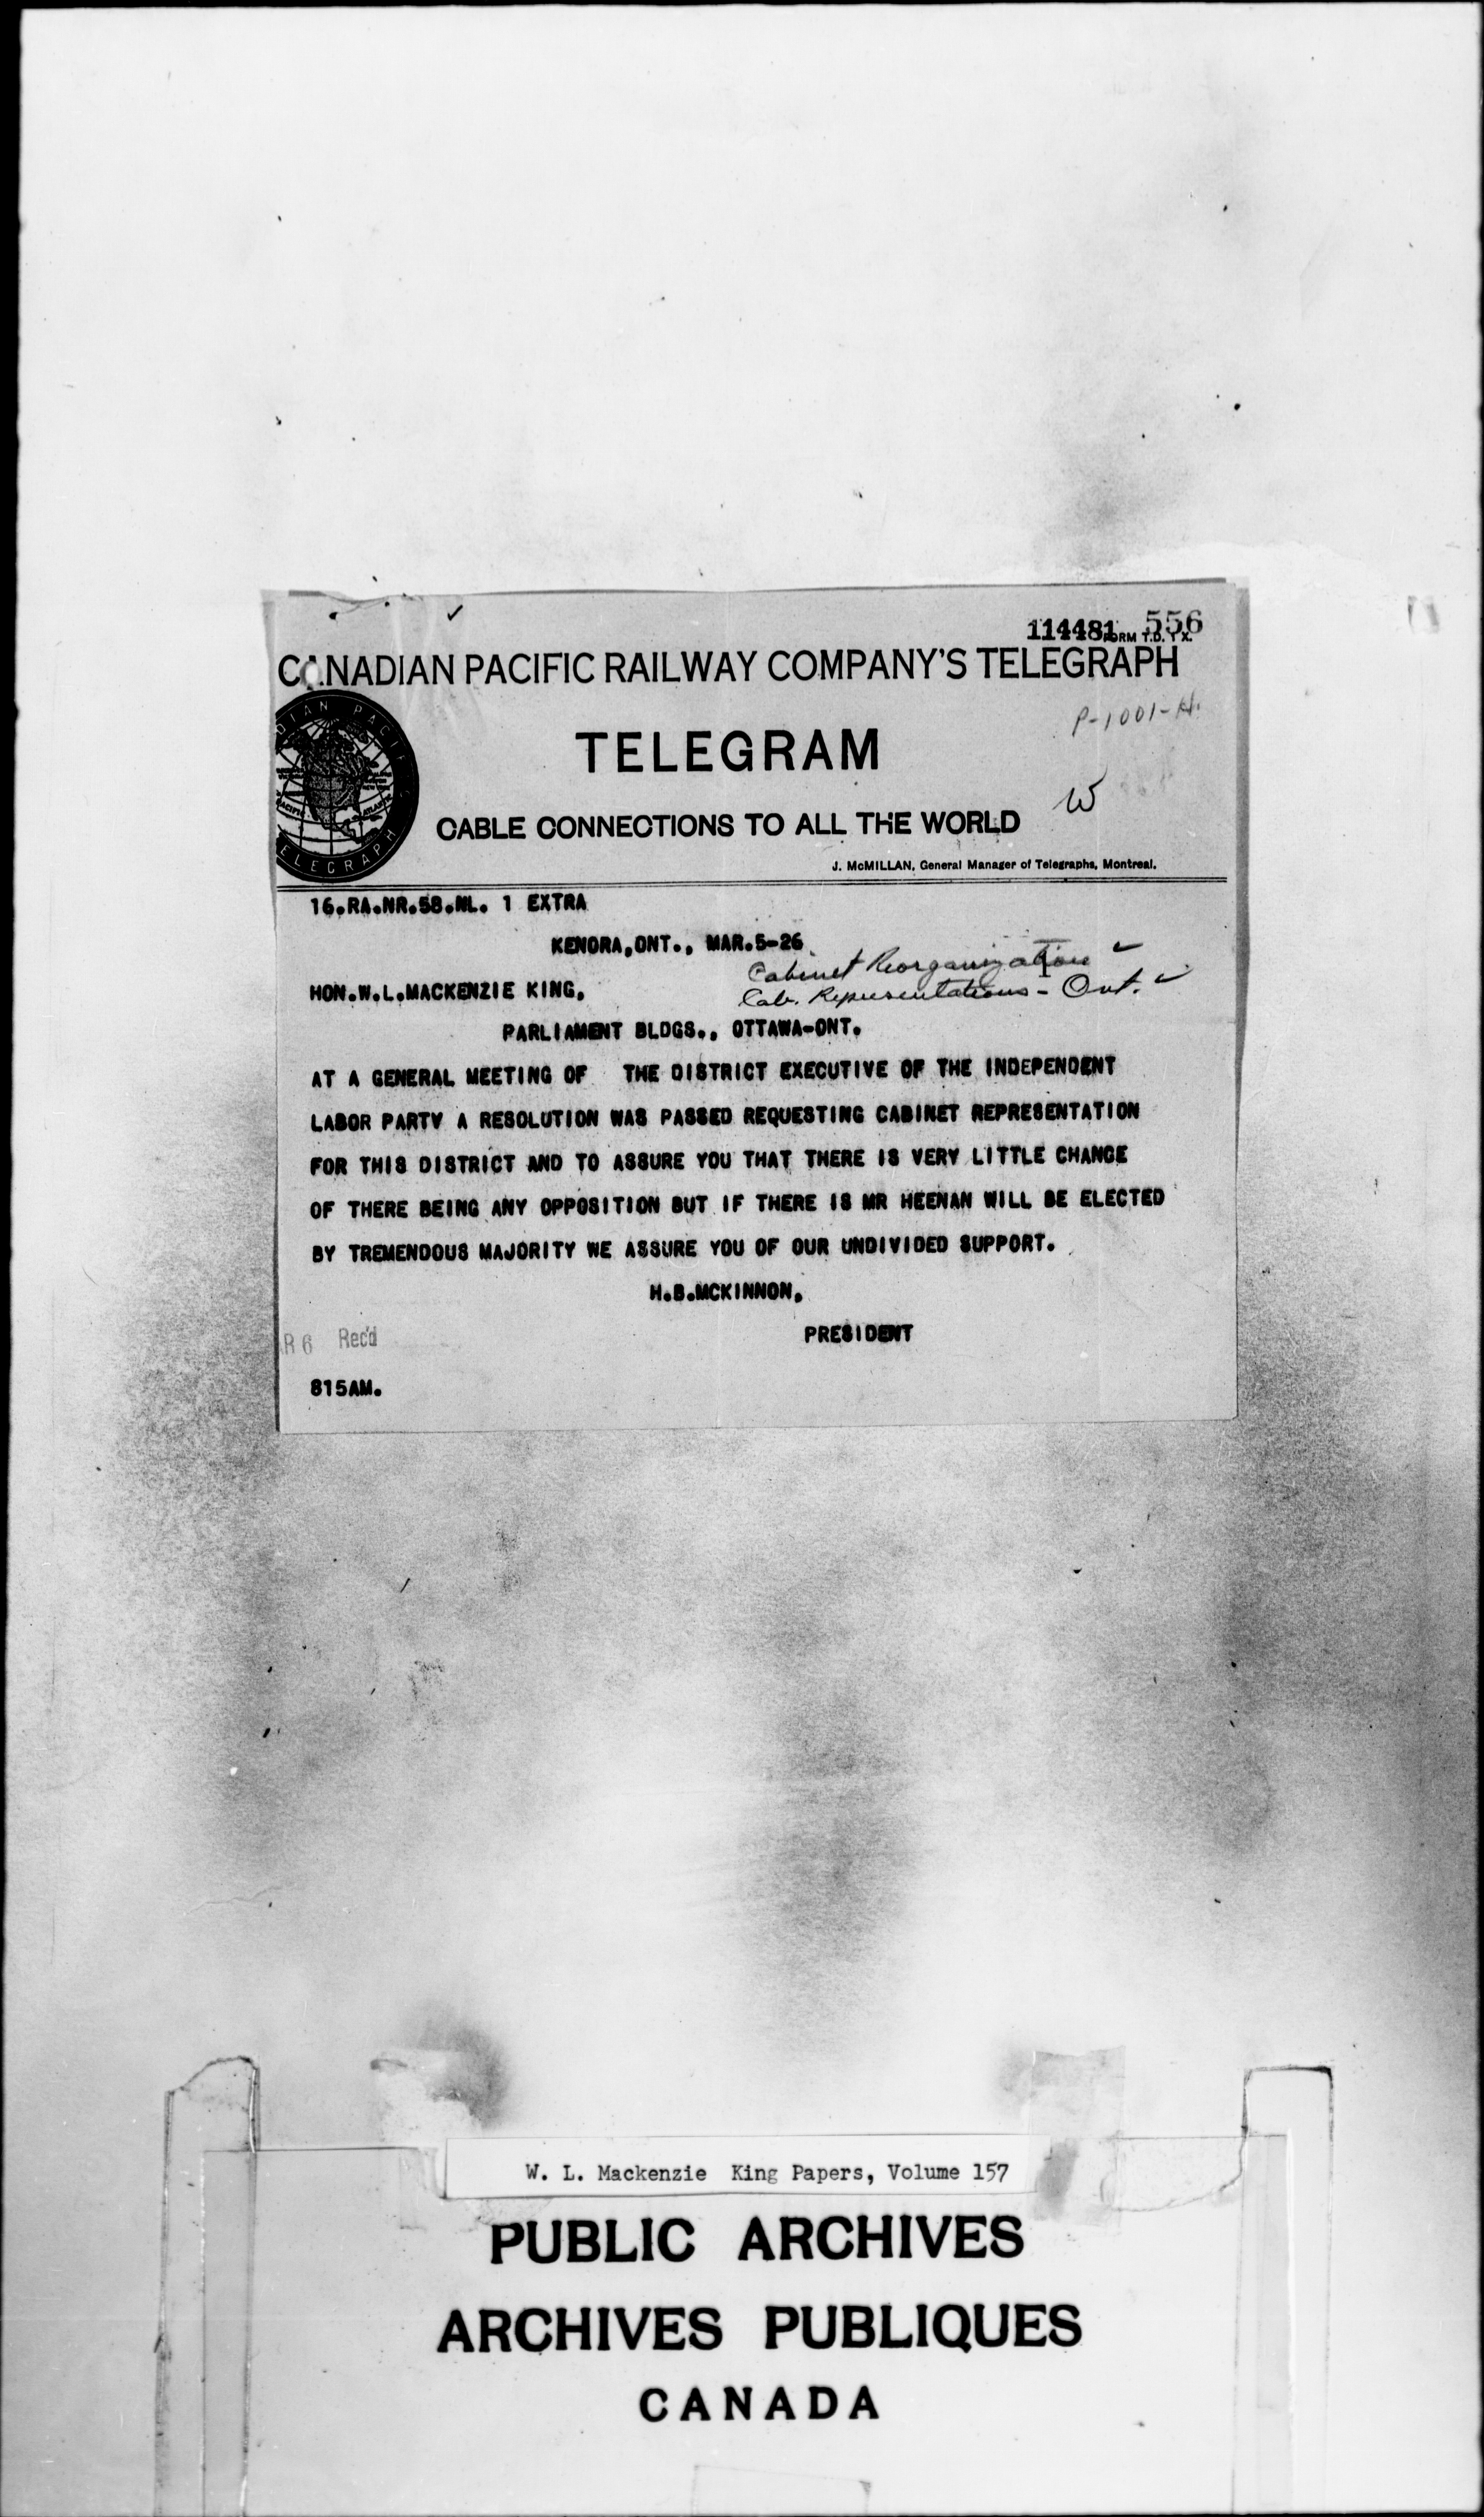 114481 556
FORM T.D. 1 X.
CANADIAN PACIFIC RAILWAY COMPANY'S TELEGRAPH
P-1001-H.
TELEGRAM
W
CABLE CONNECTIONS TO ALL THE WORLD
J. McMILLAN, General Manager of Telegraphs, Montreal.
16.RA.NR.58.NL. 1 EXTRA
KENORA,ONT., MAR.5-26
Cabinet Reorganization
HON.W.L.MACKENZIE KING,
Cab. Representations - Ont.
PARLIAMENT BLDGS., OTTAWA-ONT.
AT A GENERAL MEETING OF THE DISTRICT EXECUTIVE OF THE INDEPENDENT
LABOR PARTY A RESOLUTION WAS PASSED REQUESTING CABINET REPRESENTATION
FOR THIS DISTRICT AND TO ASSURE YOU THAT THERE IS VERY LITTLE CHANCE
OF THERE BEING ANY OPPOSITION BUT IF THERE IS MR HEENAN WILL BE ELECTED
BY TREMENDOUS MAJORITY WE ASSURE YOU OF OUR UNDIVIDED SUPPORT.
H.B.MCKINNON,
PRESIDENT
AR 6 Rec'd
815AM.
W. L. Mackenzie King Papers, Volume 157
PUBLIC ARCHIVES
ARCHIVES PUBLIQUES
CANADA